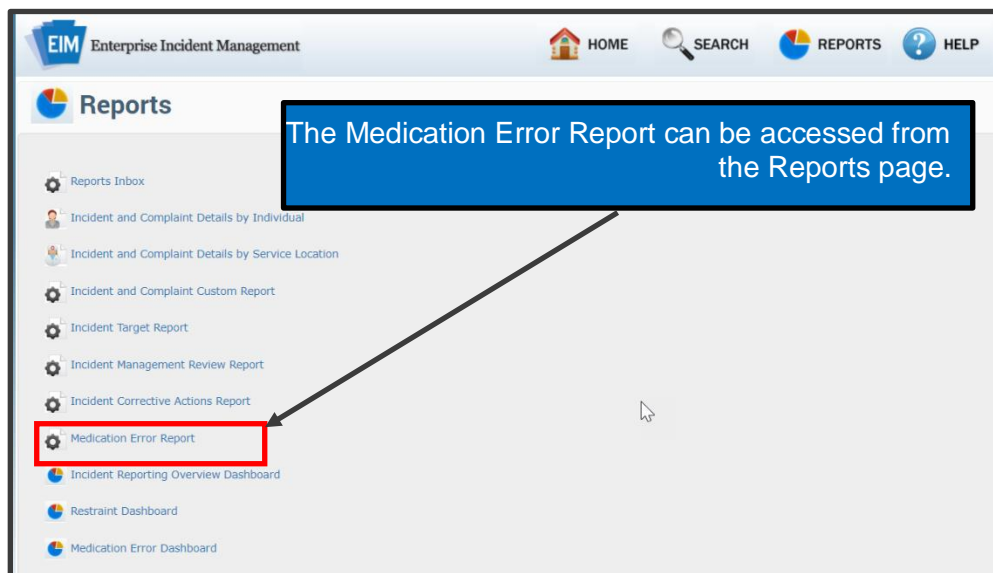 EIM Enterprise Incident Management
HOME
SEARCH
REPORTS
HELP
Reports
The Medication Error Report can be accessed from
the Reports page.
Reports Inbox
Incident and Complaint Details by Individual
Incident and Complaint Details by Service Location
Incident and Complaint Custom Report
Incident Target Report
Incident Management Review Report
Incident Corrective Actions Report
Medication Error Report
Incident Reporting Overview Dashboard
Restraint Dashboard
Medication Error Dashboard